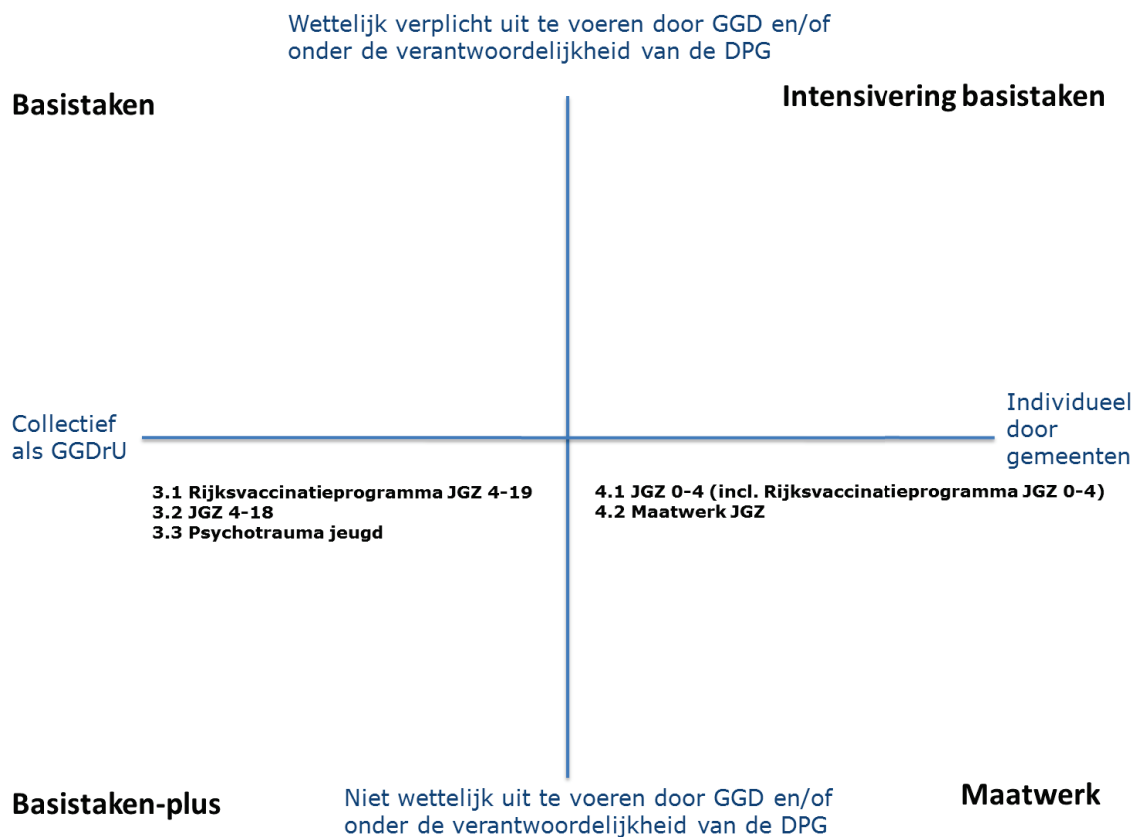 Wettelijk verplicht uit te voeren door GGD en/of
onder de verantwoordelijkheid van de DPG
Basistaken
Intensivering basistaken
Collectief
als GGDrU
Individueel
door
gemeenten
3.1 Rijksvaccinatieprogramma JGZ 4-19
3.2 JGZ 4-18
3.3 Psychotrauma jeugd
4.1 JGZ 0-4 (incl. Rijksvaccinatieprogramma JGZ 0-4)
4.2 Maatwerk JGZ
Basistaken-plus
Niet wettelijk uit te voeren door GGD en/of
onder de verantwoordelijkheid van de DPG
Maatwerk